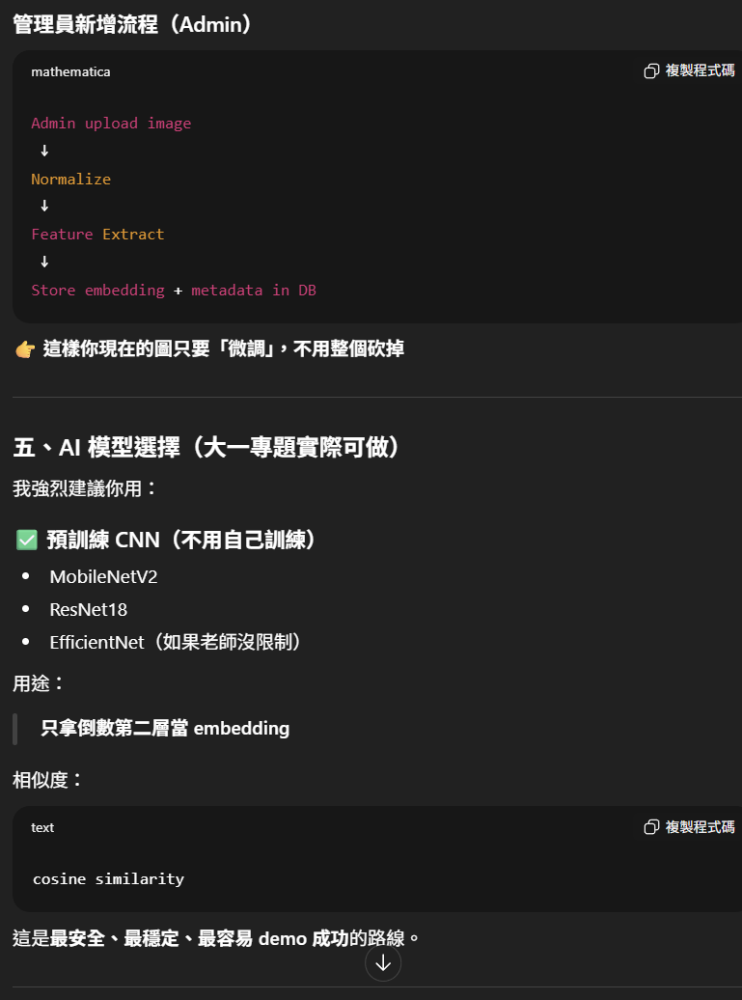 管理員新增流程（Admin）
mathematica
複製程式碼
Admin upload image
↓
Normalize
↓
Feature Extract
↓
Store embedding + metadata in DB
👉 這樣你現在的圖只要「微調」，不用整個砍掉
五、AI 模型選擇（大一專題實際可做）
我強烈建議你用：
✅ 預訓練 CNN（不用自己訓練）
• MobileNetV2
• ResNet18
• EfficientNet（如果老師沒限制）
用途：
只拿倒數第二層當 embedding
相似度：
text
複製程式碼
cosine similarity
這是最安全、最穩定、最容易 demo 成功的路線。